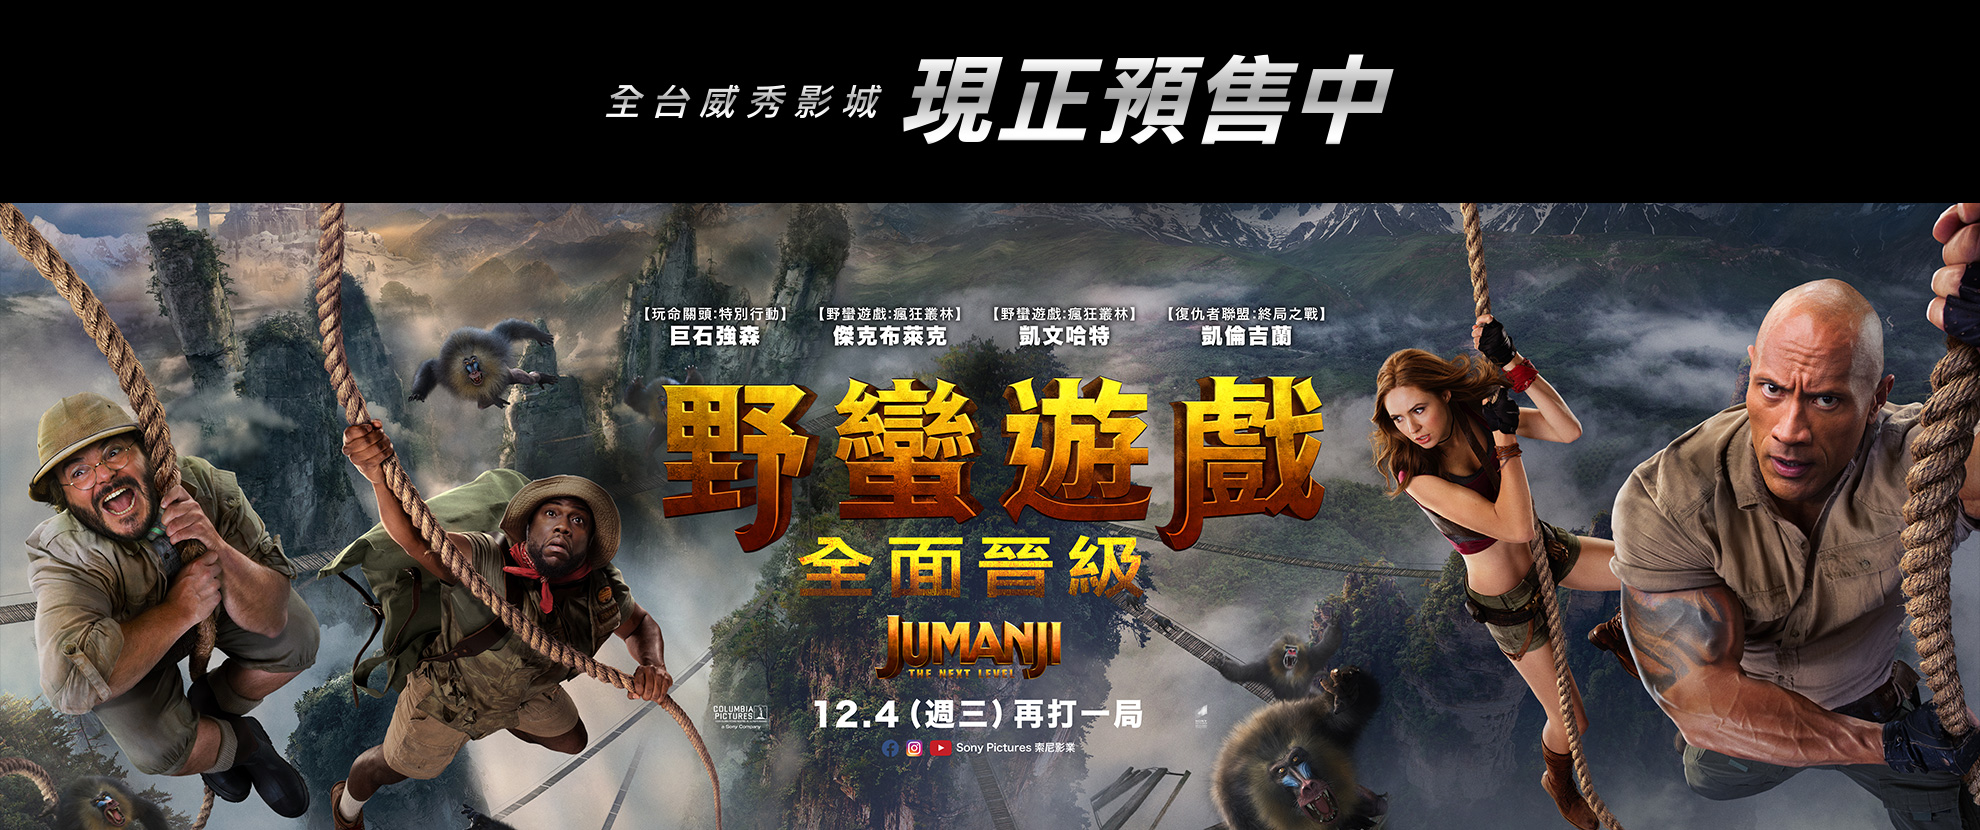 全台威秀影城 現正預售中
【玩命關頭:特別行動】 【野蠻遊戲:瘋狂叢林】 【野蠻遊戲:瘋狂叢林】 【復仇者聯盟:終局之戰】
巨石強森 傑克布萊克 凱文哈特 凱倫吉蘭
野蠻遊戲
全面晉級
JUMANJI
THE NEXT LEVEL
COLUMBIA
PICTURES
a Sony Company
12.4 (週三) 再打一局
Sony Pictures 索尼影業